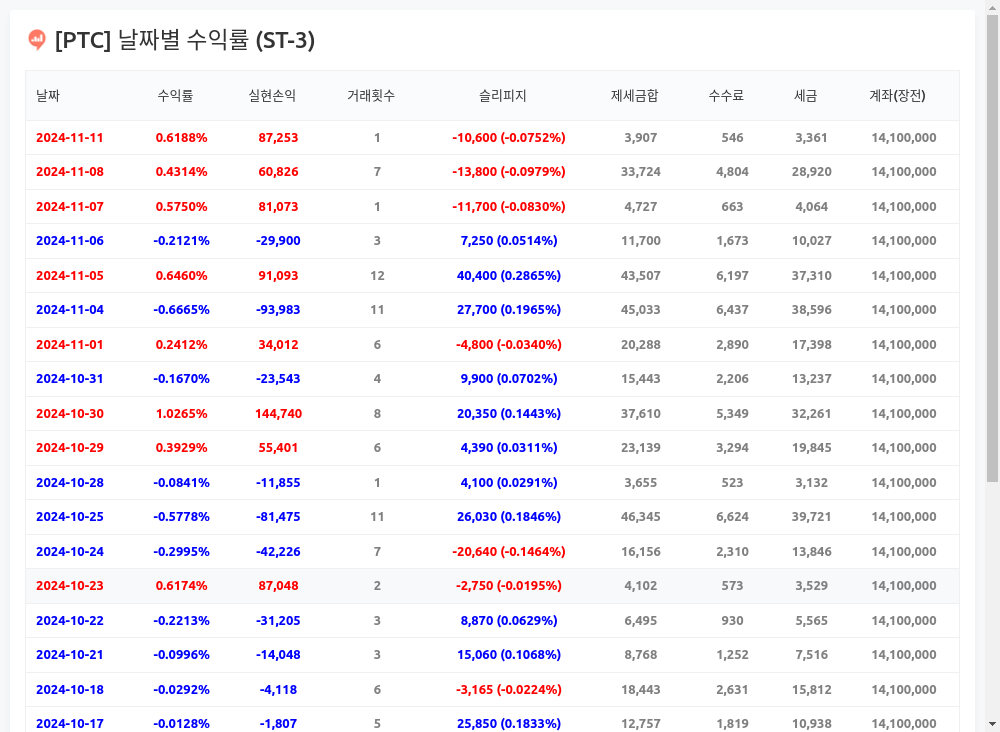 [PTC] 날짜별 수익률 (ST-3)
날짜 수익률 실현손익 거래횟수 슬리피지 제세금합 수수료 세금 계좌(장전)
2024-11-11 0.6188% 87,253 1 -10,600 (-0.0752%) 3,907 546 3,361 14,100,000
2024-11-08 0.4314% 60,826 7 -13,800 (-0.0979%) 33,724 4,804 28,920 14,100,000
2024-11-07 0.5750% 81,073 1 -11,700 (-0.0830%) 4,727 663 4,064 14,100,000
2024-11-06 -0.2121% -29,900 3 7,250 (0.0514%) 11,700 1,673 10,027 14,100,000
2024-11-05 0.6460% 91,093 12 40,400 (0.2865%) 43,507 6,197 37,310 14,100,000
2024-11-04 -0.6665% -93,983 11 27,700 (0.1965%) 45,033 6,437 38,596 14,100,000
2024-11-01 0.2412% 34,012 6 -4,800 (-0.0340%) 20,288 2,890 17,398 14,100,000
2024-10-31 -0.1670% -23,543 4 9,900 (0.0702%) 15,443 2,206 13,237 14,100,000
2024-10-30 1.0265% 144,740 8 20,350 (0.1443%) 37,610 5,349 32,261 14,100,000
2024-10-29 0.3929% 55,401 6 4,390 (0.0311%) 23,139 3,294 19,845 14,100,000
2024-10-28 -0.0841% -11,855 1 4,100 (0.0291%) 3,655 523 3,132 14,100,000
2024-10-25 -0.5778% -81,475 11 26,030 (0.1846%) 46,345 6,624 39,721 14,100,000
2024-10-24 -0.2995% -42,226 7 -20,640 (-0.1464%) 16,156 2,310 13,846 14,100,000
2024-10-23 0.6174% 87,048 2 -2,750 (-0.0195%) 4,102 573 3,529 14,100,000
2024-10-22 -0.2213% -31,205 3 8,870 (0.0629%) 6,495 930 5,565 14,100,000
2024-10-21 -0.0996% -14,048 3 15,060 (0.1068%) 8,768 1,252 7,516 14,100,000
2024-10-18 -0.0292% -4,118 6 -3,165 (-0.0224%) 18,443 2,631 15,812 14,100,000
2024-10-17 -0.0128% -1,807 5 25,850 (0.1833%) 12,757 1,819 10,938 14,100,000